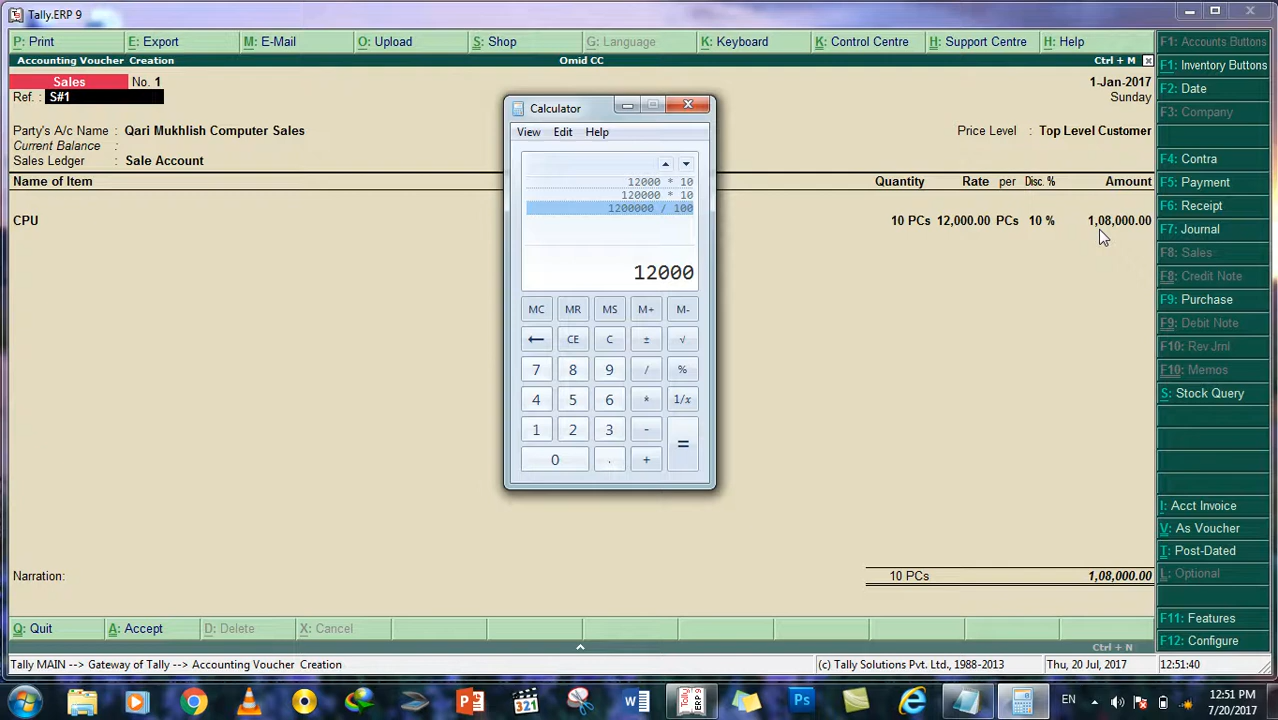 Tally.ERP 9
P: Print E: Export M: E-Mail O: Upload S: Shop G: Language K: Keyboard K: Control Centre H: Support Centre H: Help
Accounting Voucher Creation Omid CC Ctrl + M
Sales No. 1 1-Jan-2017
Ref. : S#1 Sunday
Party's A/c Name : Qari Mukhlish Computer Sales Price Level : Top Level Customer
Current Balance :
Sales Ledger : Sale Account
Name of Item Quantity Rate per Disc. % Amount
CPU 10 PCs 12,000.00 PCs 10 % 1,08,000.00
Narration: 10 PCs 1,08,000.00
Calculator
View Edit Help
12000 * 10
120000 * 10
1200000 / 100
12000
MC MR MS M+ M-
← CE C ± √
7 8 9 / %
4 5 6 * 1/x
1 2 3 - =
0 . +
F1: Accounts Buttons
F1: Inventory Buttons
F2: Date
F3: Company
F4: Contra
F5: Payment
F6: Receipt
F7: Journal
F8: Sales
F8: Credit Note
F9: Purchase
F9: Debit Note
F10: Rev Jrnl
F10: Memos
S: Stock Query
I: Acct Invoice
V: As Voucher
T: Post-Dated
L: Optional
F11: Features
F12: Configure
Q: Quit A: Accept D: Delete X: Cancel
Ctrl + N
Tally MAIN --> Gateway of Tally --> Accounting Voucher Creation (c) Tally Solutions Pvt. Ltd., 1988-2013 Thu, 20 Jul, 2017 12:51:40
321
W
Tally ERP 9
Ps
EN
12:51 PM
7/20/2017